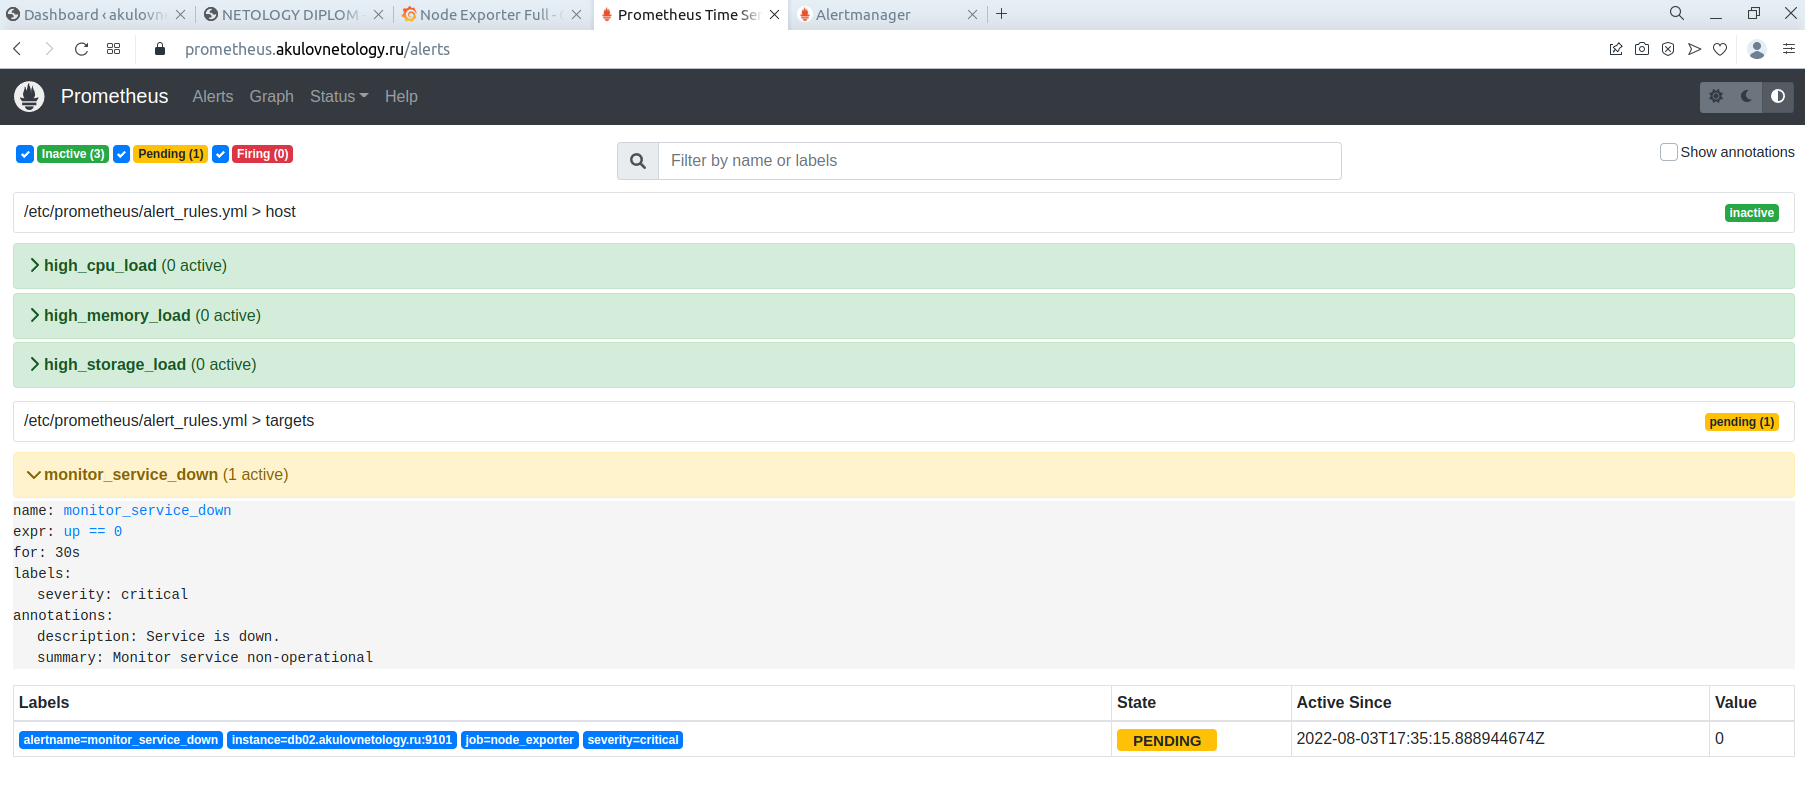 Dashboard ‹ akulovn
NETOLOGY DIPLOM
Node Exporter Full -
Prometheus Time Se
Alertmanager
prometheus.akulovnetology.ru/alerts
Prometheus
Alerts
Graph
Status
Help
Inactive (3)
Pending (1)
Firing (0)
Filter by name or labels
Show annotations
/etc/prometheus/alert_rules.yml > host
inactive
high_cpu_load (0 active)
high_memory_load (0 active)
high_storage_load (0 active)
/etc/prometheus/alert_rules.yml > targets
pending (1)
monitor_service_down (1 active)
name: monitor_service_down
expr: up == 0
for: 30s
labels:
severity: critical
annotations:
description: Service is down.
summary: Monitor service non-operational
Labels State Active Since Value
alertname=monitor_service_down instance=db02.akulovnetology.ru:9101 job=node_exporter severity=critical PENDING 2022-08-03T17:35:15.888944674Z 0